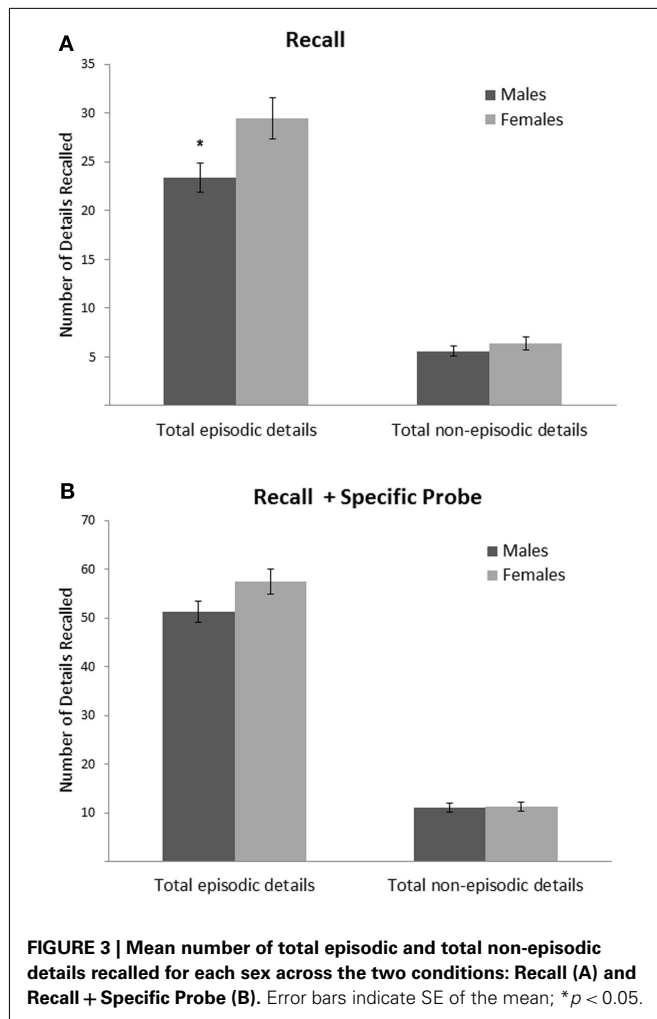 A
Recall
35
30
25
20
15
10
5
Number of Details Recalled
Males
Females
*
Total episodic details
Total non-episodic details
B
Recall + Specific Probe
70
60
50
40
30
20
10
Number of Details Recalled
Males
Females
Total episodic details
Total non-episodic details
FIGURE 3 | Mean number of total episodic and total non-episodic
details recalled for each sex across the two conditions: Recall (A) and
Recall + Specific Probe (B). Error bars indicate SE of the mean; *p < 0.05.